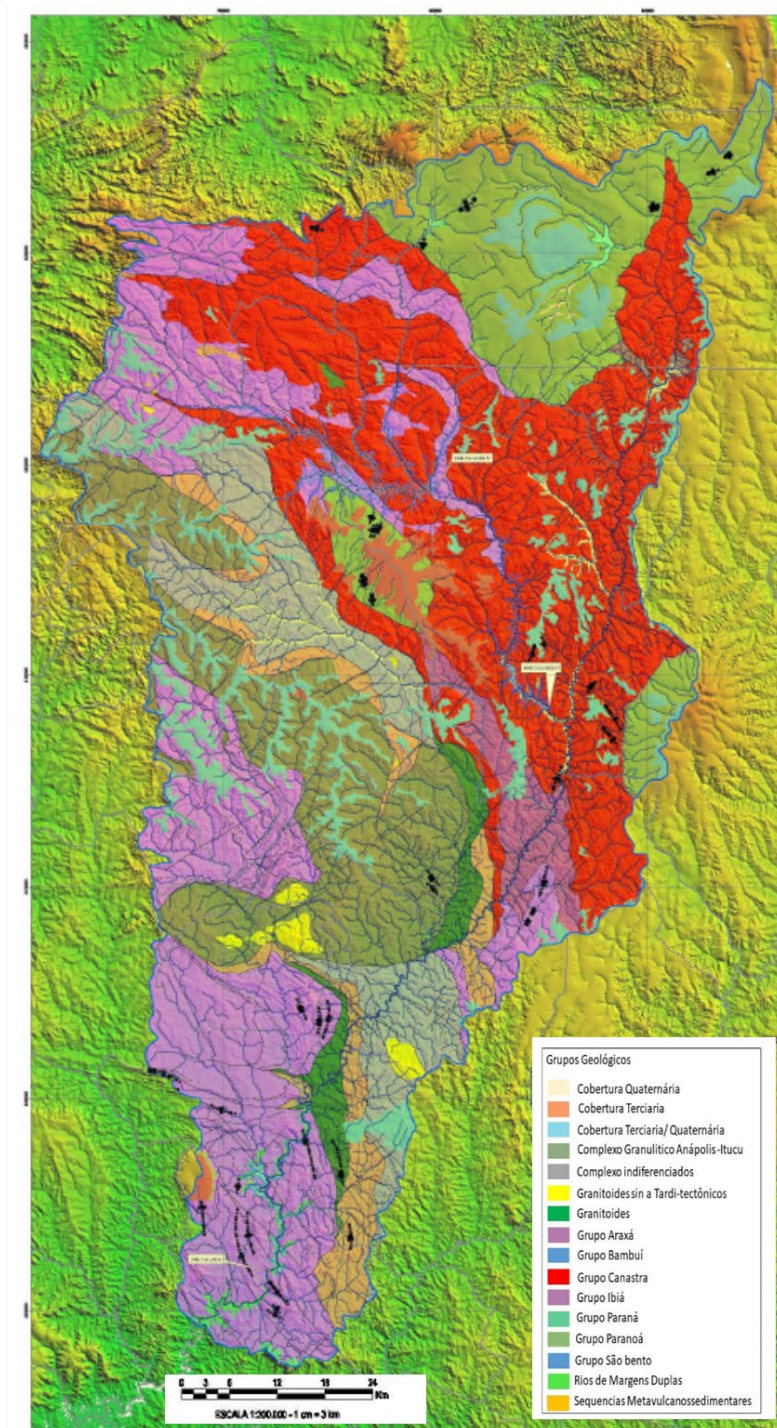 Grupos Geológicos
Cobertura Quaternária
Cobertura Terciaria
Cobertura Terciaria/ Quaternária
Complexo Granulitico Anápolis-Itucu
Complexo indiferenciados
Granitoides sin a Tardi-tectônicos
Granitoides
Grupo Araxá
Grupo Bambuí
Grupo Canastra
Grupo Ibiá
Grupo Paraná
Grupo Paranoá
Grupo São bento
Rios de Margens Duplas
Sequencias Metavulcanossedimentares
0 3 6 12 18 24
Km
ESCALA 1:300.000 - 1 cm = 3 km